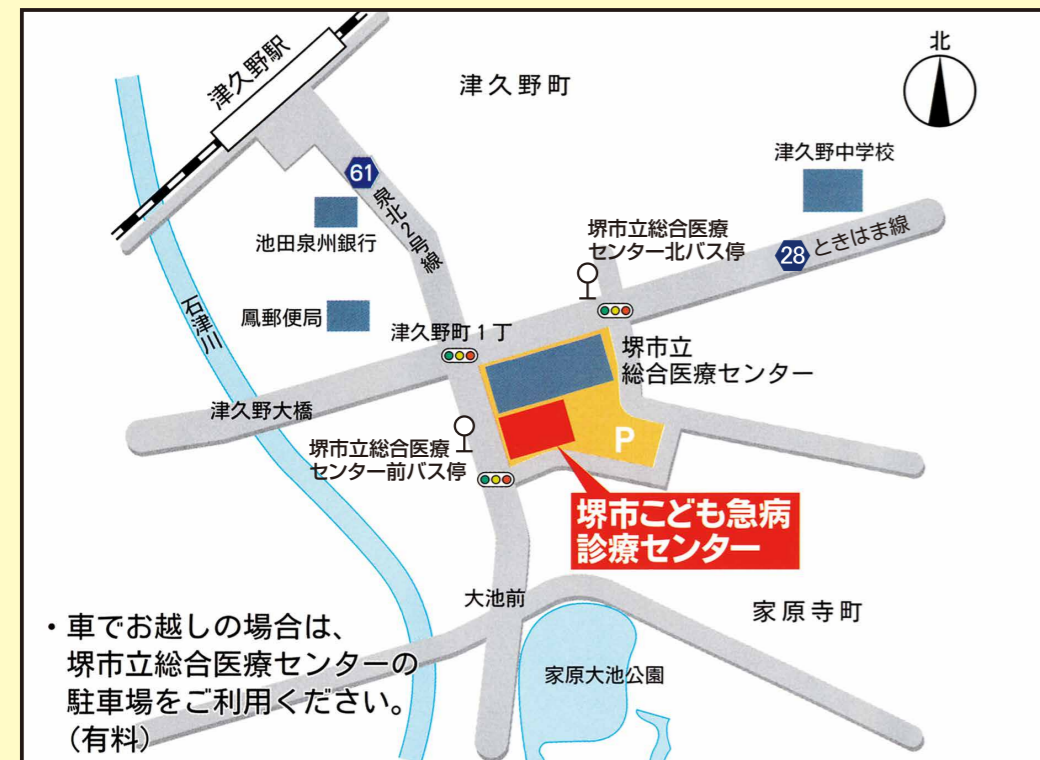 北
津久野町
津久野駅
津久野中学校
61
泉北2号線
堺市立総合医療
センター北バス停
28
ときはま線
池田泉州銀行
石津川
鳳郵便局
津久野町1丁
堺市立
総合医療センター
津久野大橋
堺市立総合医療
センター前バス停
P
堺市こども急病
診療センター
大池前
家原寺町
家原大池公園
・車でお越しの場合は、
堺市立総合医療センターの
駐車場をご利用ください。
(有料)